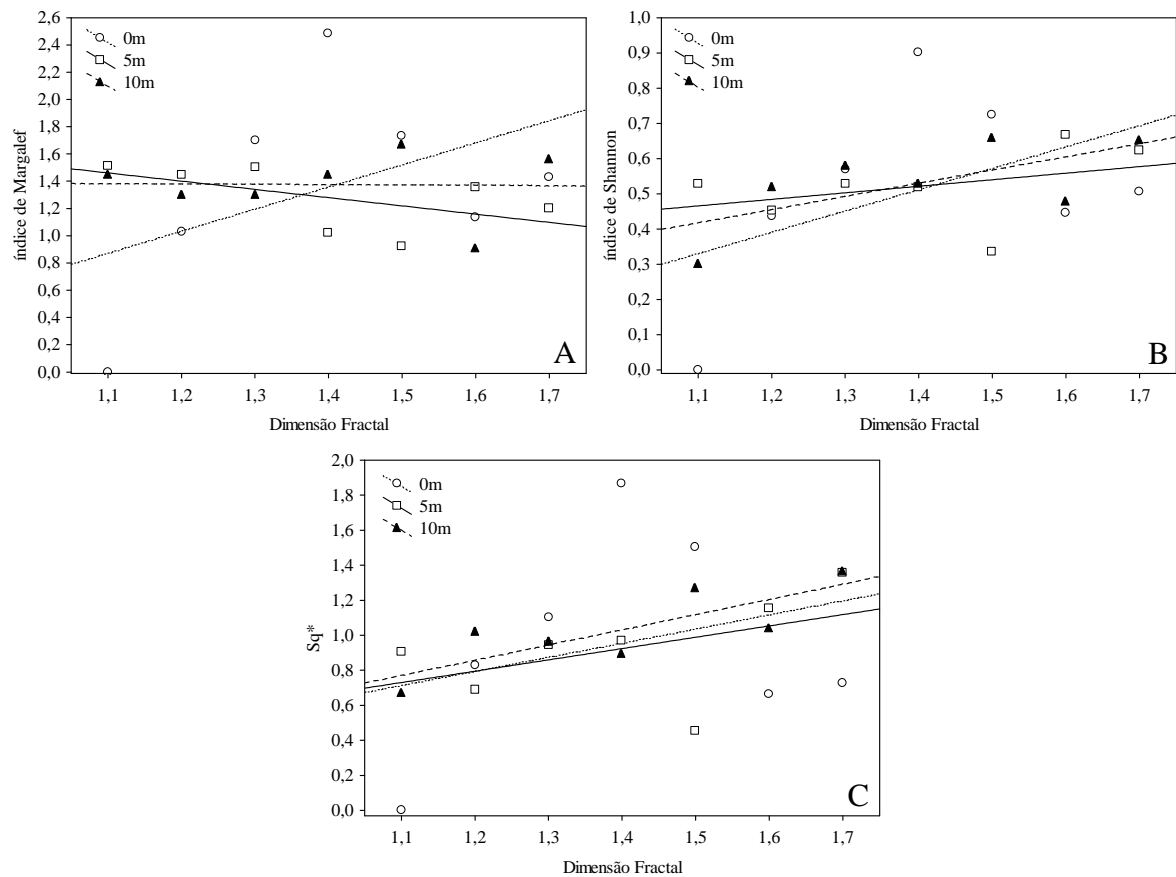 índice de Margalef
2,6
2,4
2,2
2,0
1,8
1,6
1,4
1,2
1,0
0,8
0,6
0,4
0,2
0,0
0m
5m
10m
A
1,1 1,2 1,3 1,4 1,5 1,6 1,7
Dimensão Fractal
índice de Shannon
1,0
0,9
0,8
0,7
0,6
0,5
0,4
0,3
0,2
0,1
0,0
0m
5m
10m
B
1,1 1,2 1,3 1,4 1,5 1,6 1,7
Dimensão Fractal
Sq*
2,0
1,8
1,6
1,4
1,2
1,0
0,8
0,6
0,4
0,2
0,0
0m
5m
10m
C
1,1 1,2 1,3 1,4 1,5 1,6 1,7
Dimensão Fractal